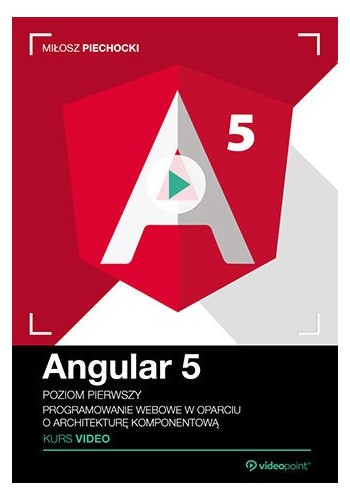 MIŁOSZ PIECHOCKI
5
Angular 5
POZIOM PIERWSZY
PROGRAMOWANIE WEBOWE W OPARCIU
O ARCHITEKTURĘ KOMPONENTOWĄ
KURS VIDEO
videopoint